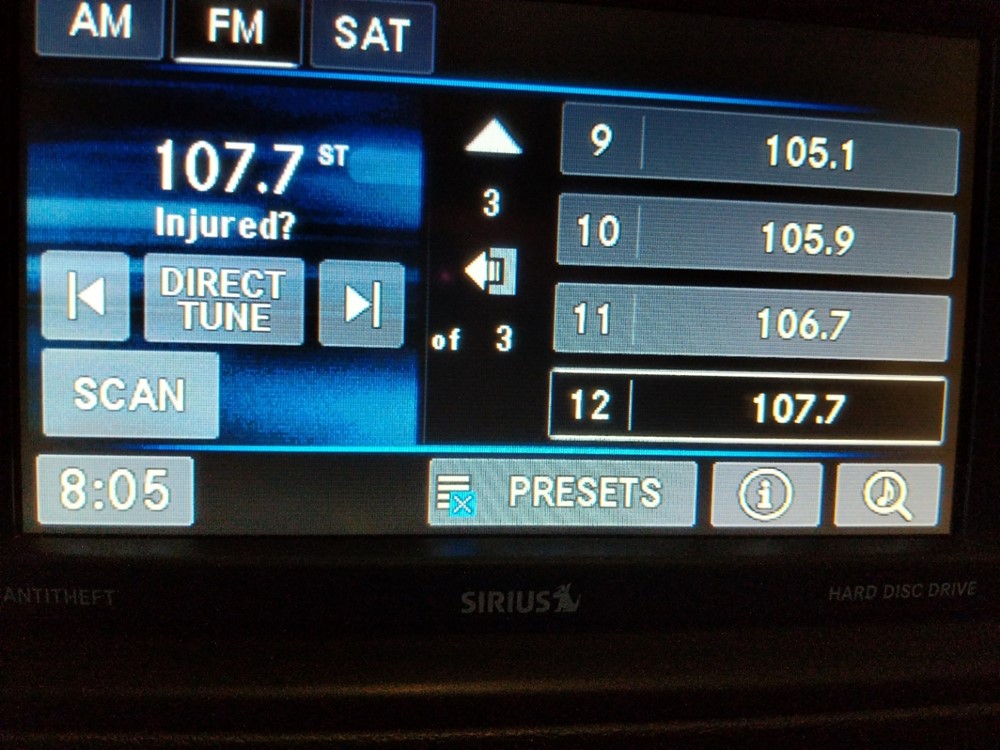 AM FM SAT
107.7 ST
Injured?
DIRECT
TUNE
SCAN
3
of 3
9 105.1
10 105.9
11 106.7
12 107.7
8:05 PRESETS i
ANTITHEFT SIRIUS HARD DISC DRIVE